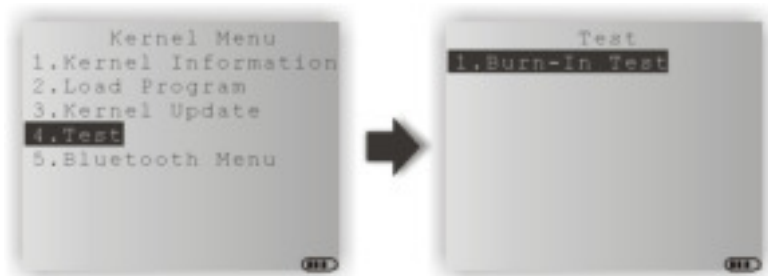 Kernel Menu
1.Kernel Information
2.Load Program
3.Kernel Update
4.Test
5.Bluetooth Menu
Test
1.Burn-In Test